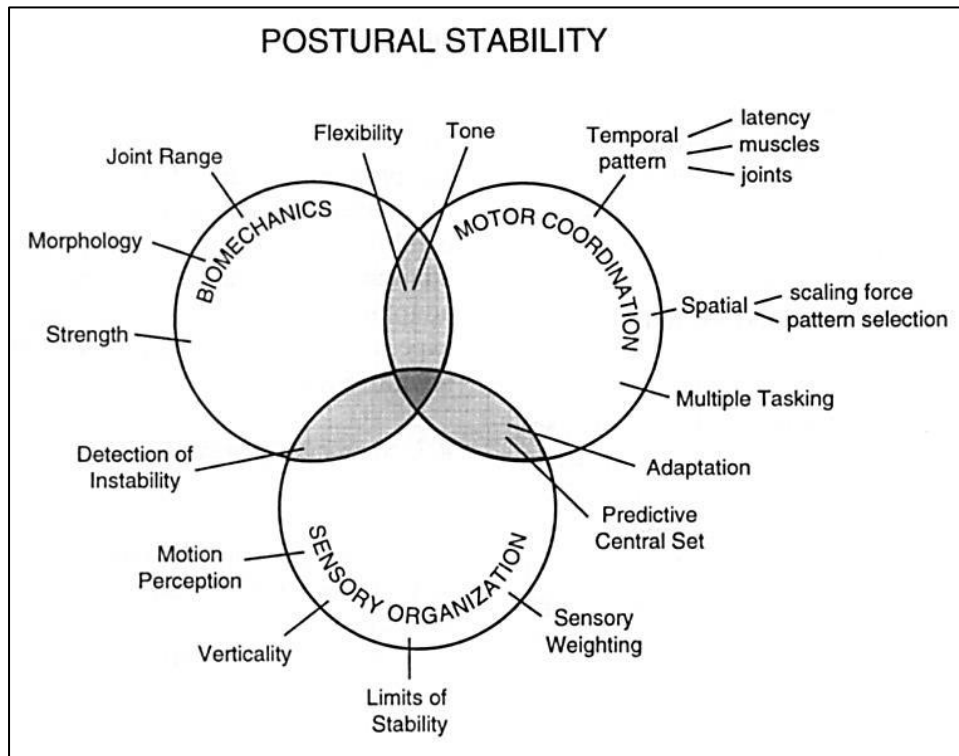 POSTURAL STABILITY
Flexibility
Tone
Temporal
pattern
latency
muscles
joints
Joint Range
Morphology
Strength
BIOMECHANICS
MOTOR COORDINATION
Spatial
scaling force
pattern selection
Multiple Tasking
Detection of
Instability
Adaptation
Predictive
Central Set
Motion
Perception
SENSORY ORGANIZATION
Sensory
Weighting
Verticality
Limits of
Stability